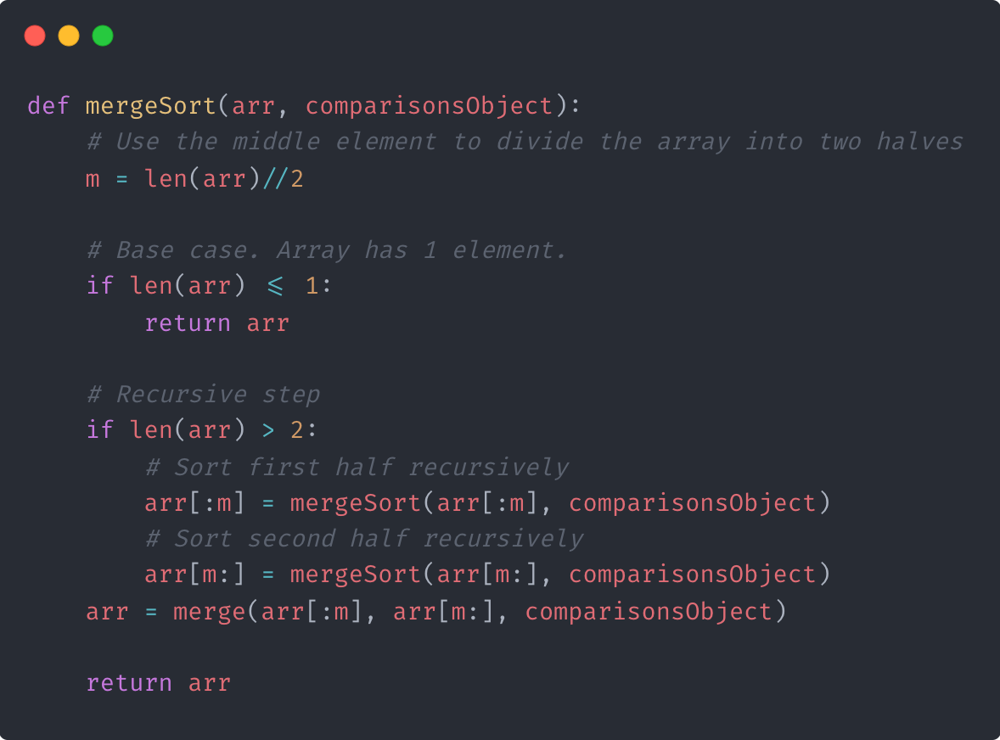 def mergeSort(arr, comparisonsObject):
    # Use the middle element to divide the array into two halves
    m = len(arr)//2

    # Base case. Array has 1 element.
    if len(arr) <= 1:
        return arr

    # Recursive step
    if len(arr) > 2:
        # Sort first half recursively
        arr[:m] = mergeSort(arr[:m], comparisonsObject)
        # Sort second half recursively
        arr[m:] = mergeSort(arr[m:], comparisonsObject)
    arr = merge(arr[:m], arr[m:], comparisonsObject)

    return arr